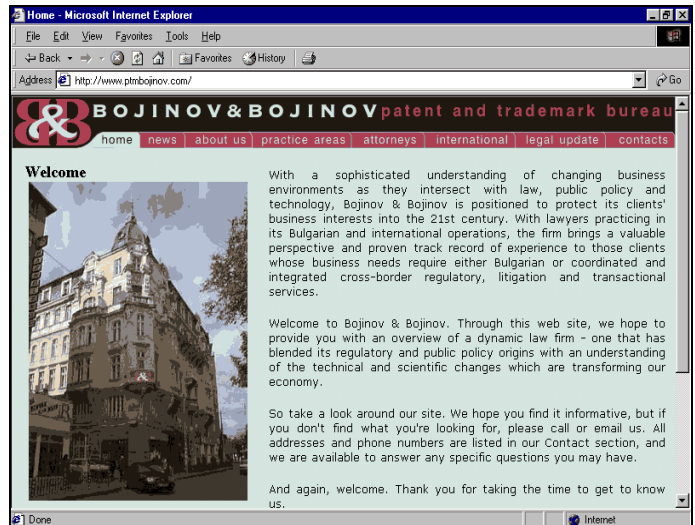 Home - Microsoft Internet Explorer
File Edit View Favorites Tools Help
Back Favorites History
Address http://www.ptmbojinov.com/ Go
B&B BOJINOV&BOJINOV patent and trademark bureau
home news about us practice areas attorneys international legal update contacts
Welcome
With a sophisticated understanding of changing business
environments as they intersect with law, public policy and
technology, Bojinov & Bojinov is positioned to protect its clients'
business interests into the 21st century. With lawyers practicing in
its Bulgarian and international operations, the firm brings a valuable
perspective and proven track record of experience to those clients
whose business needs require either Bulgarian or coordinated and
integrated cross-border regulatory, litigation and transactional
services.
Welcome to Bojinov & Bojinov. Through this web site, we hope to
provide you with an overview of a dynamic law firm - one that has
blended its regulatory and public policy origins with an understanding
of the technical and scientific changes which are transforming our
economy.
So take a look around our site. We hope you find it informative, but if
you don't find what you're looking for, please call or email us. All
addresses and phone numbers are listed in our Contact section, and
we are available to answer any specific questions you may have.
And again, welcome. Thank you for taking the time to get to know
us.
Done Internet